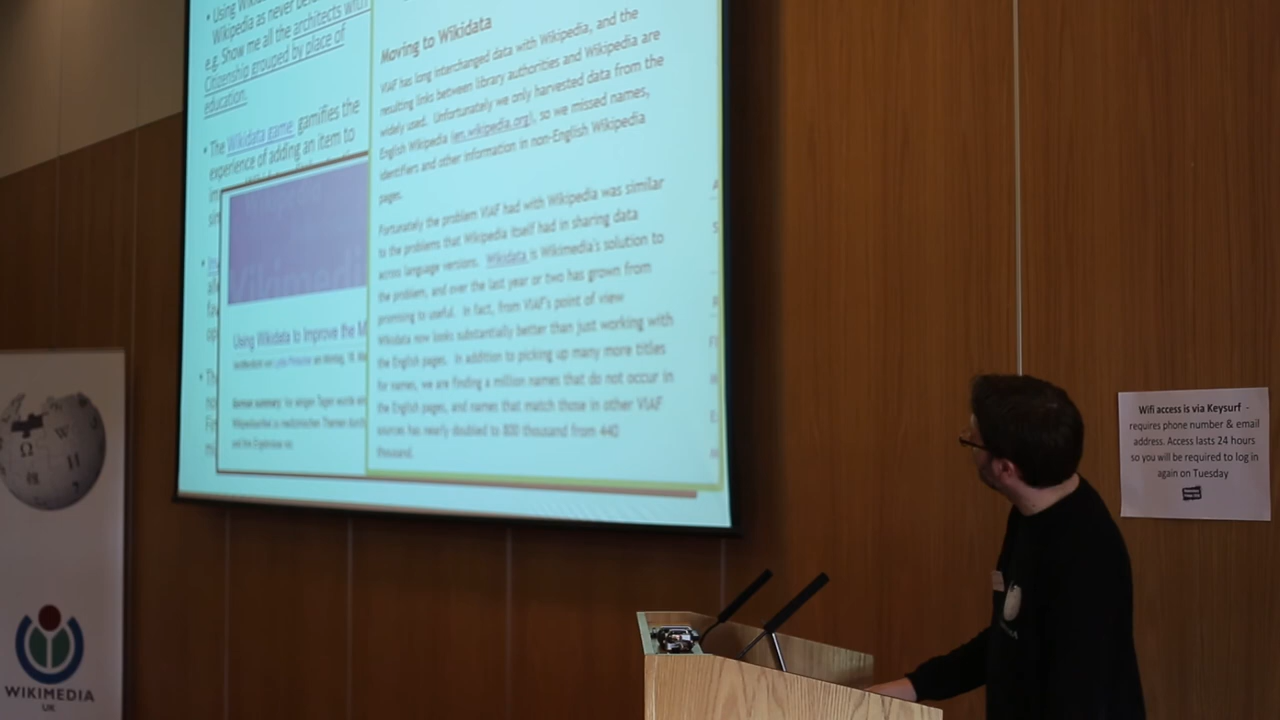 • Using Wiki
Wikipedia as never befo
e.g. Show me all the architects with
Citizenship grouped by place of
education.
• The Wikidata game gamifies the
experience of adding an item to
Wikimedi
Using Wikidata to Improve the M
Moving to Wikidata
VIAF has long interchanged data with Wikipedia, and the
resulting links between library authorities and Wikipedia are
widely used. Unfortunately we only harvested data from the
English Wikipedia (en.wikipedia.org), so we missed names,
identifiers and other information in non-English Wikipedia
pages.
Fortunately the problem VIAF had with Wikipedia was similar
to the problems that Wikipedia itself had in sharing data
across language versions. Wikidata is Wikimedia's solution to
the problem, and over the last year or two has grown from
promising to useful. In fact, from VIAF's point of view
Wikidata now looks substantially better than just working with
the English pages. In addition to picking up many more titles
for names, we are finding a million names that do not occur in
the English pages, and names that match those in other VIAF
sources has nearly doubled to 800 thousand from 440
thousand.
Wifi access is via Keysurf -
requires phone number & email
address. Access lasts 24 hours
so you will be required to log in
again on Tuesday
W
Ω
И
WIKIMEDIA
UK